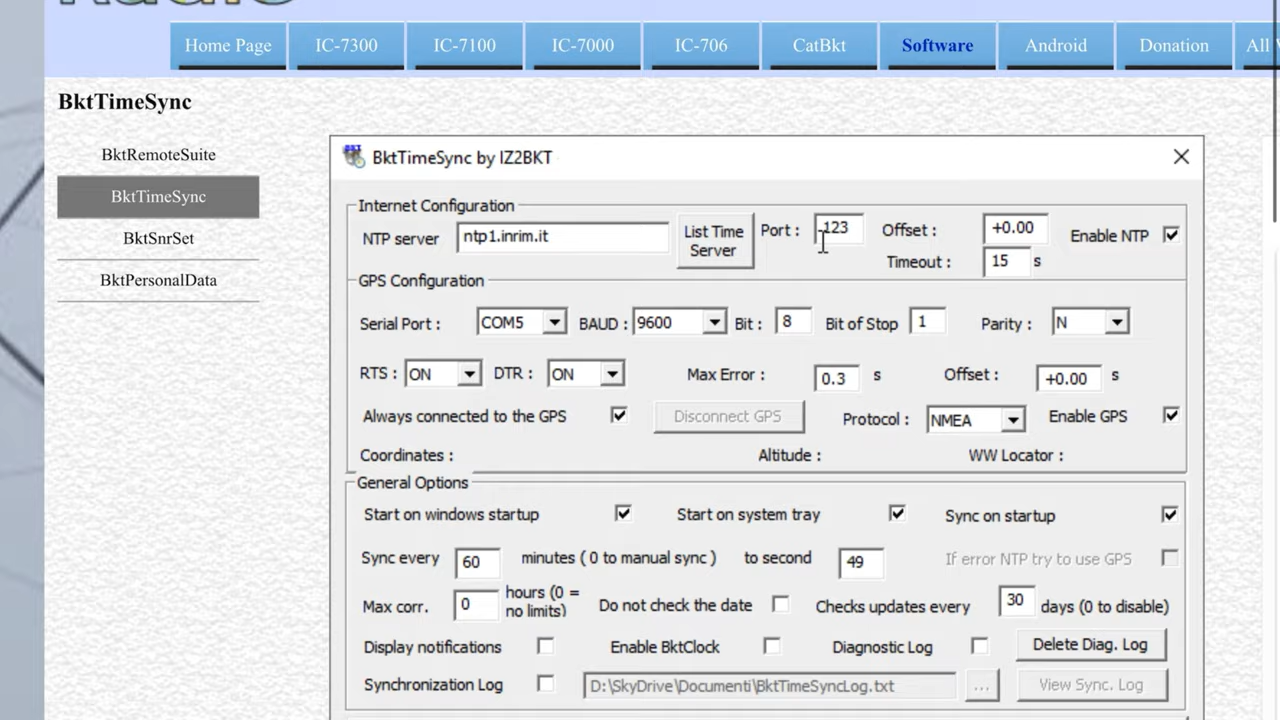 Home Page IC-7300 IC-7100 IC-7000 IC-706 CatBkt Software Android Donation All
BktTimeSync
BktRemoteSuite
BktTimeSync
BktSnrSet
BktPersonalData
BktTimeSync by IZ2BKT
Internet Configuration
NTP server ntp1.inrim.it List Time Server Port : 123 Offset : +0.00 Enable NTP
Timeout : 15 s
GPS Configuration
Serial Port : COM5 BAUD : 9600 Bit : 8 Bit of Stop 1 Parity : N
RTS : ON DTR : ON Max Error : 0.3 s Offset : +0.00 s
Always connected to the GPS Disconnect GPS Protocol : NMEA Enable GPS
Coordinates : Altitude : WW Locator :
General Options
Start on windows startup Start on system tray Sync on startup
Sync every 60 minutes ( 0 to manual sync ) to second 49 If error NTP try to use GPS
Max corr. 0 hours (0 = no limits) Do not check the date Checks updates every 30 days (0 to disable)
Display notifications Enable BktClock Diagnostic Log Delete Diag. Log
Synchronization Log D:\SkyDrive\Documenti\BktTimeSyncLog.txt ... View Sync. Log